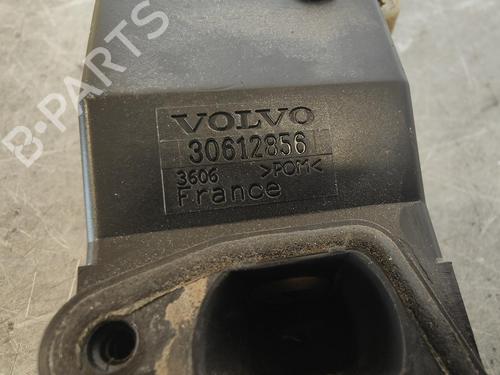 B-PARTS
VOLVO
30612856
3606 >POM<
France